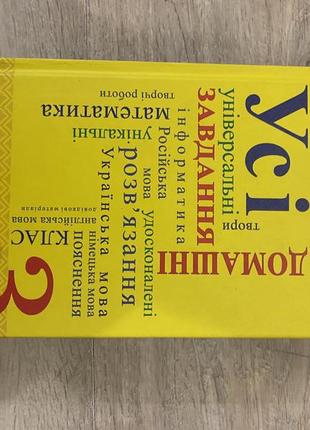 Усі
твори
ДОМАШНІ
універсальні
ЗАВДАННЯ
інформатика
Російська
мова
удосконалені
творчі роботи
математика
унікальні
розв'язання
Українська мова
німецька мова
пояснення
КЛАС
англійська мова
довідкові матеріали
3